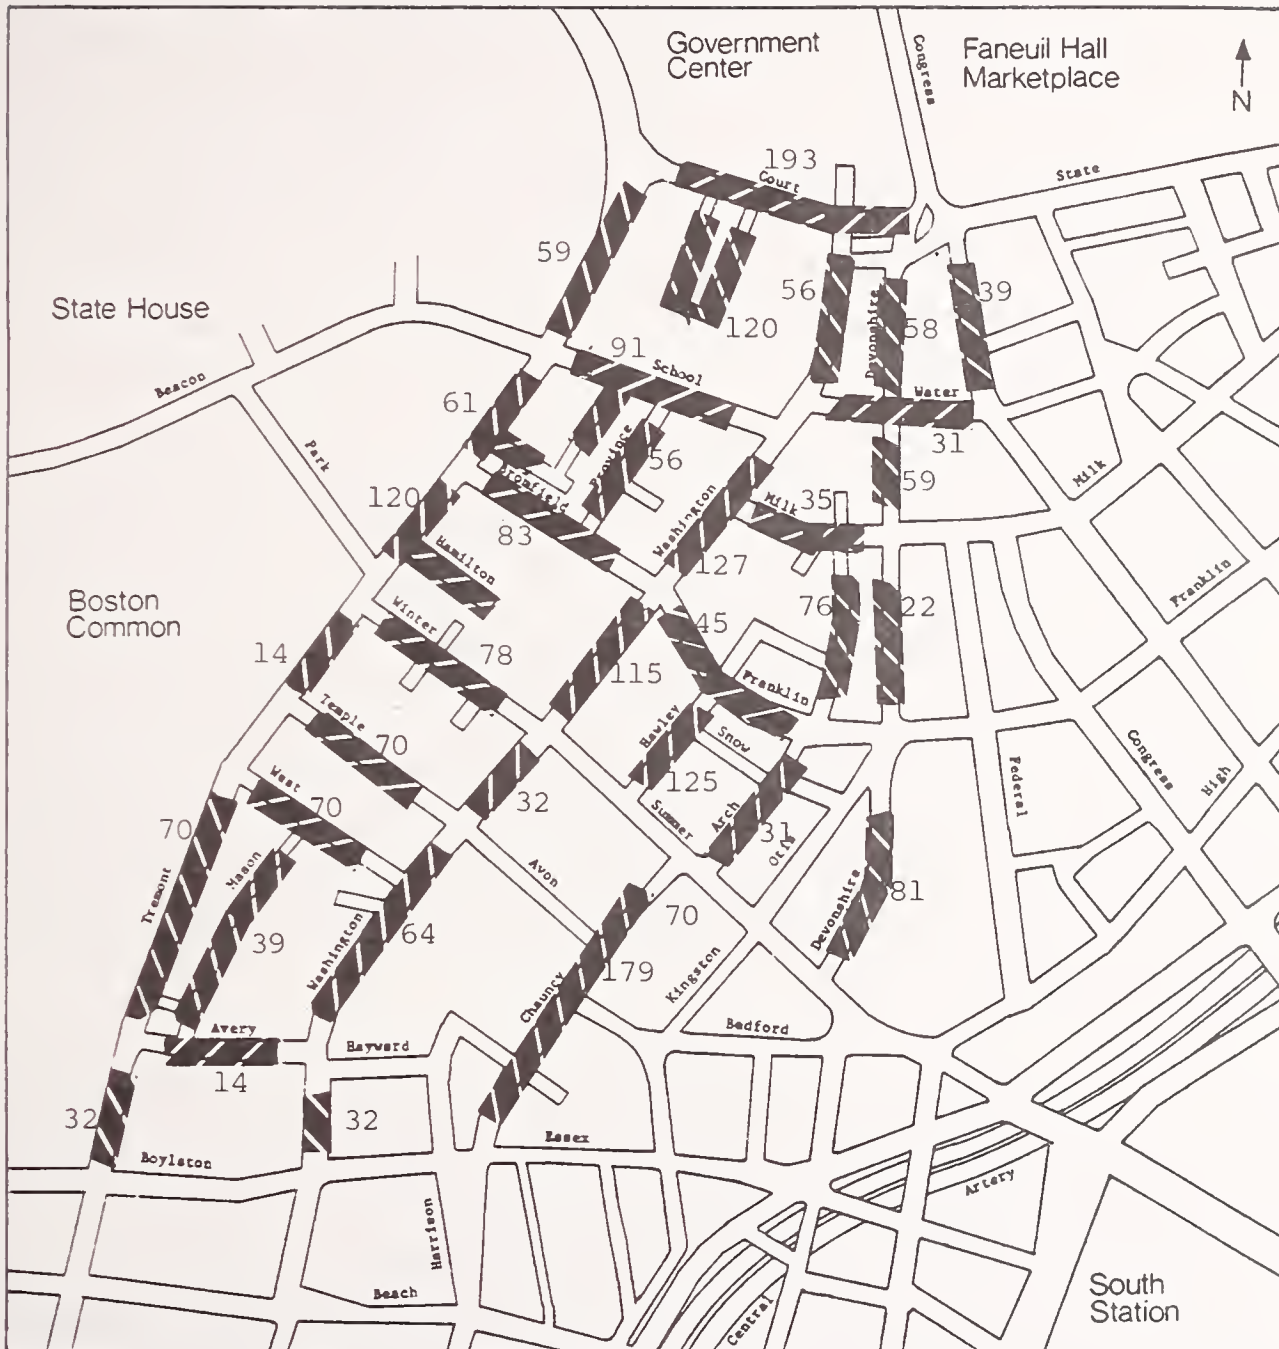 Government
Center
Congress
Faneuil Hall
Marketplace
N
193
Court
State
59
State House
56
Devonshire
58
39
120
91
School
Beacon
61
Water
31
Park
Province
56
Milk
59
120
Bromfield
83
Washington
Milk
35
127
Hamilton
Franklin
Boston
Common
Winter
76
22
45
14
78
115
Franklin
Temple
70
Hawley
Snow
125
Congress
High
Federal
West
70
32
Summer
Arch
31
Otis
70
Mason
Avon
Tremont
Devonshire
81
39
Washington
64
70
179
Chauncy
Kingston
Avery
Hayward
Bedford
14
32
32
Essex
Boylston
Artery
Harrison
Beach
Central
South
Station